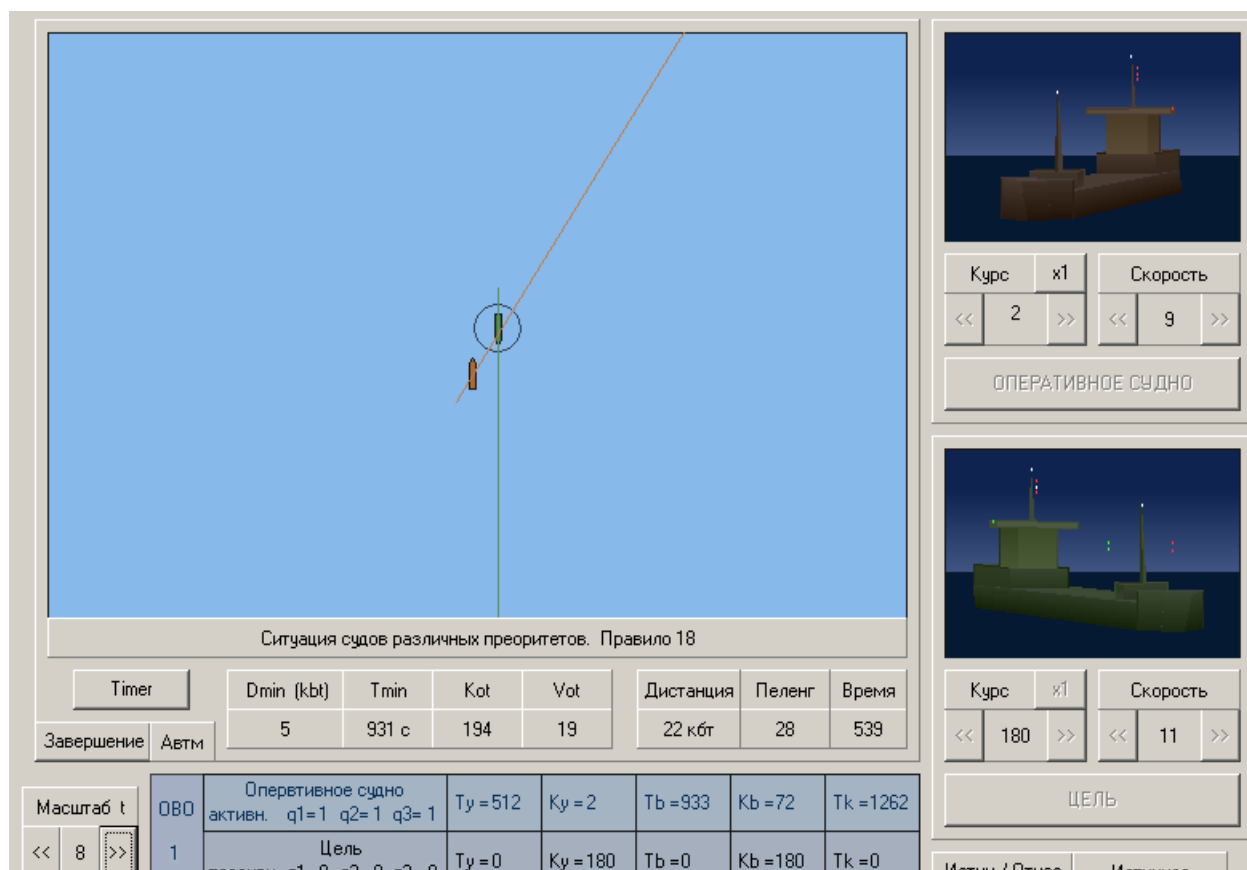 Курс x1 Скорость
<< 2 >> << 9 >>
ОПЕРАТИВНОЕ СУДНО
Ситуация судов различных преоритетов. Правило 18
Timer
Dmin (kbt) Tmin Kot Vot Дистанция Пеленг Время
5 931 с 194 19 22 кбт 28 539
Завершение Автм
Курс x1 Скорость
<< 180 >> << 11 >>
ЦЕЛЬ
Масштаб t
<< 8 >>
ОВО
1
Опервтивное судно
активн. q1=1 q2= 1 q3= 1
Ty =512 Ky =2 Tb =933 Kb =72 Tk =1262
Цель
Ty = 0 Ky =180 Tb =0 Kb =180 Tk =0